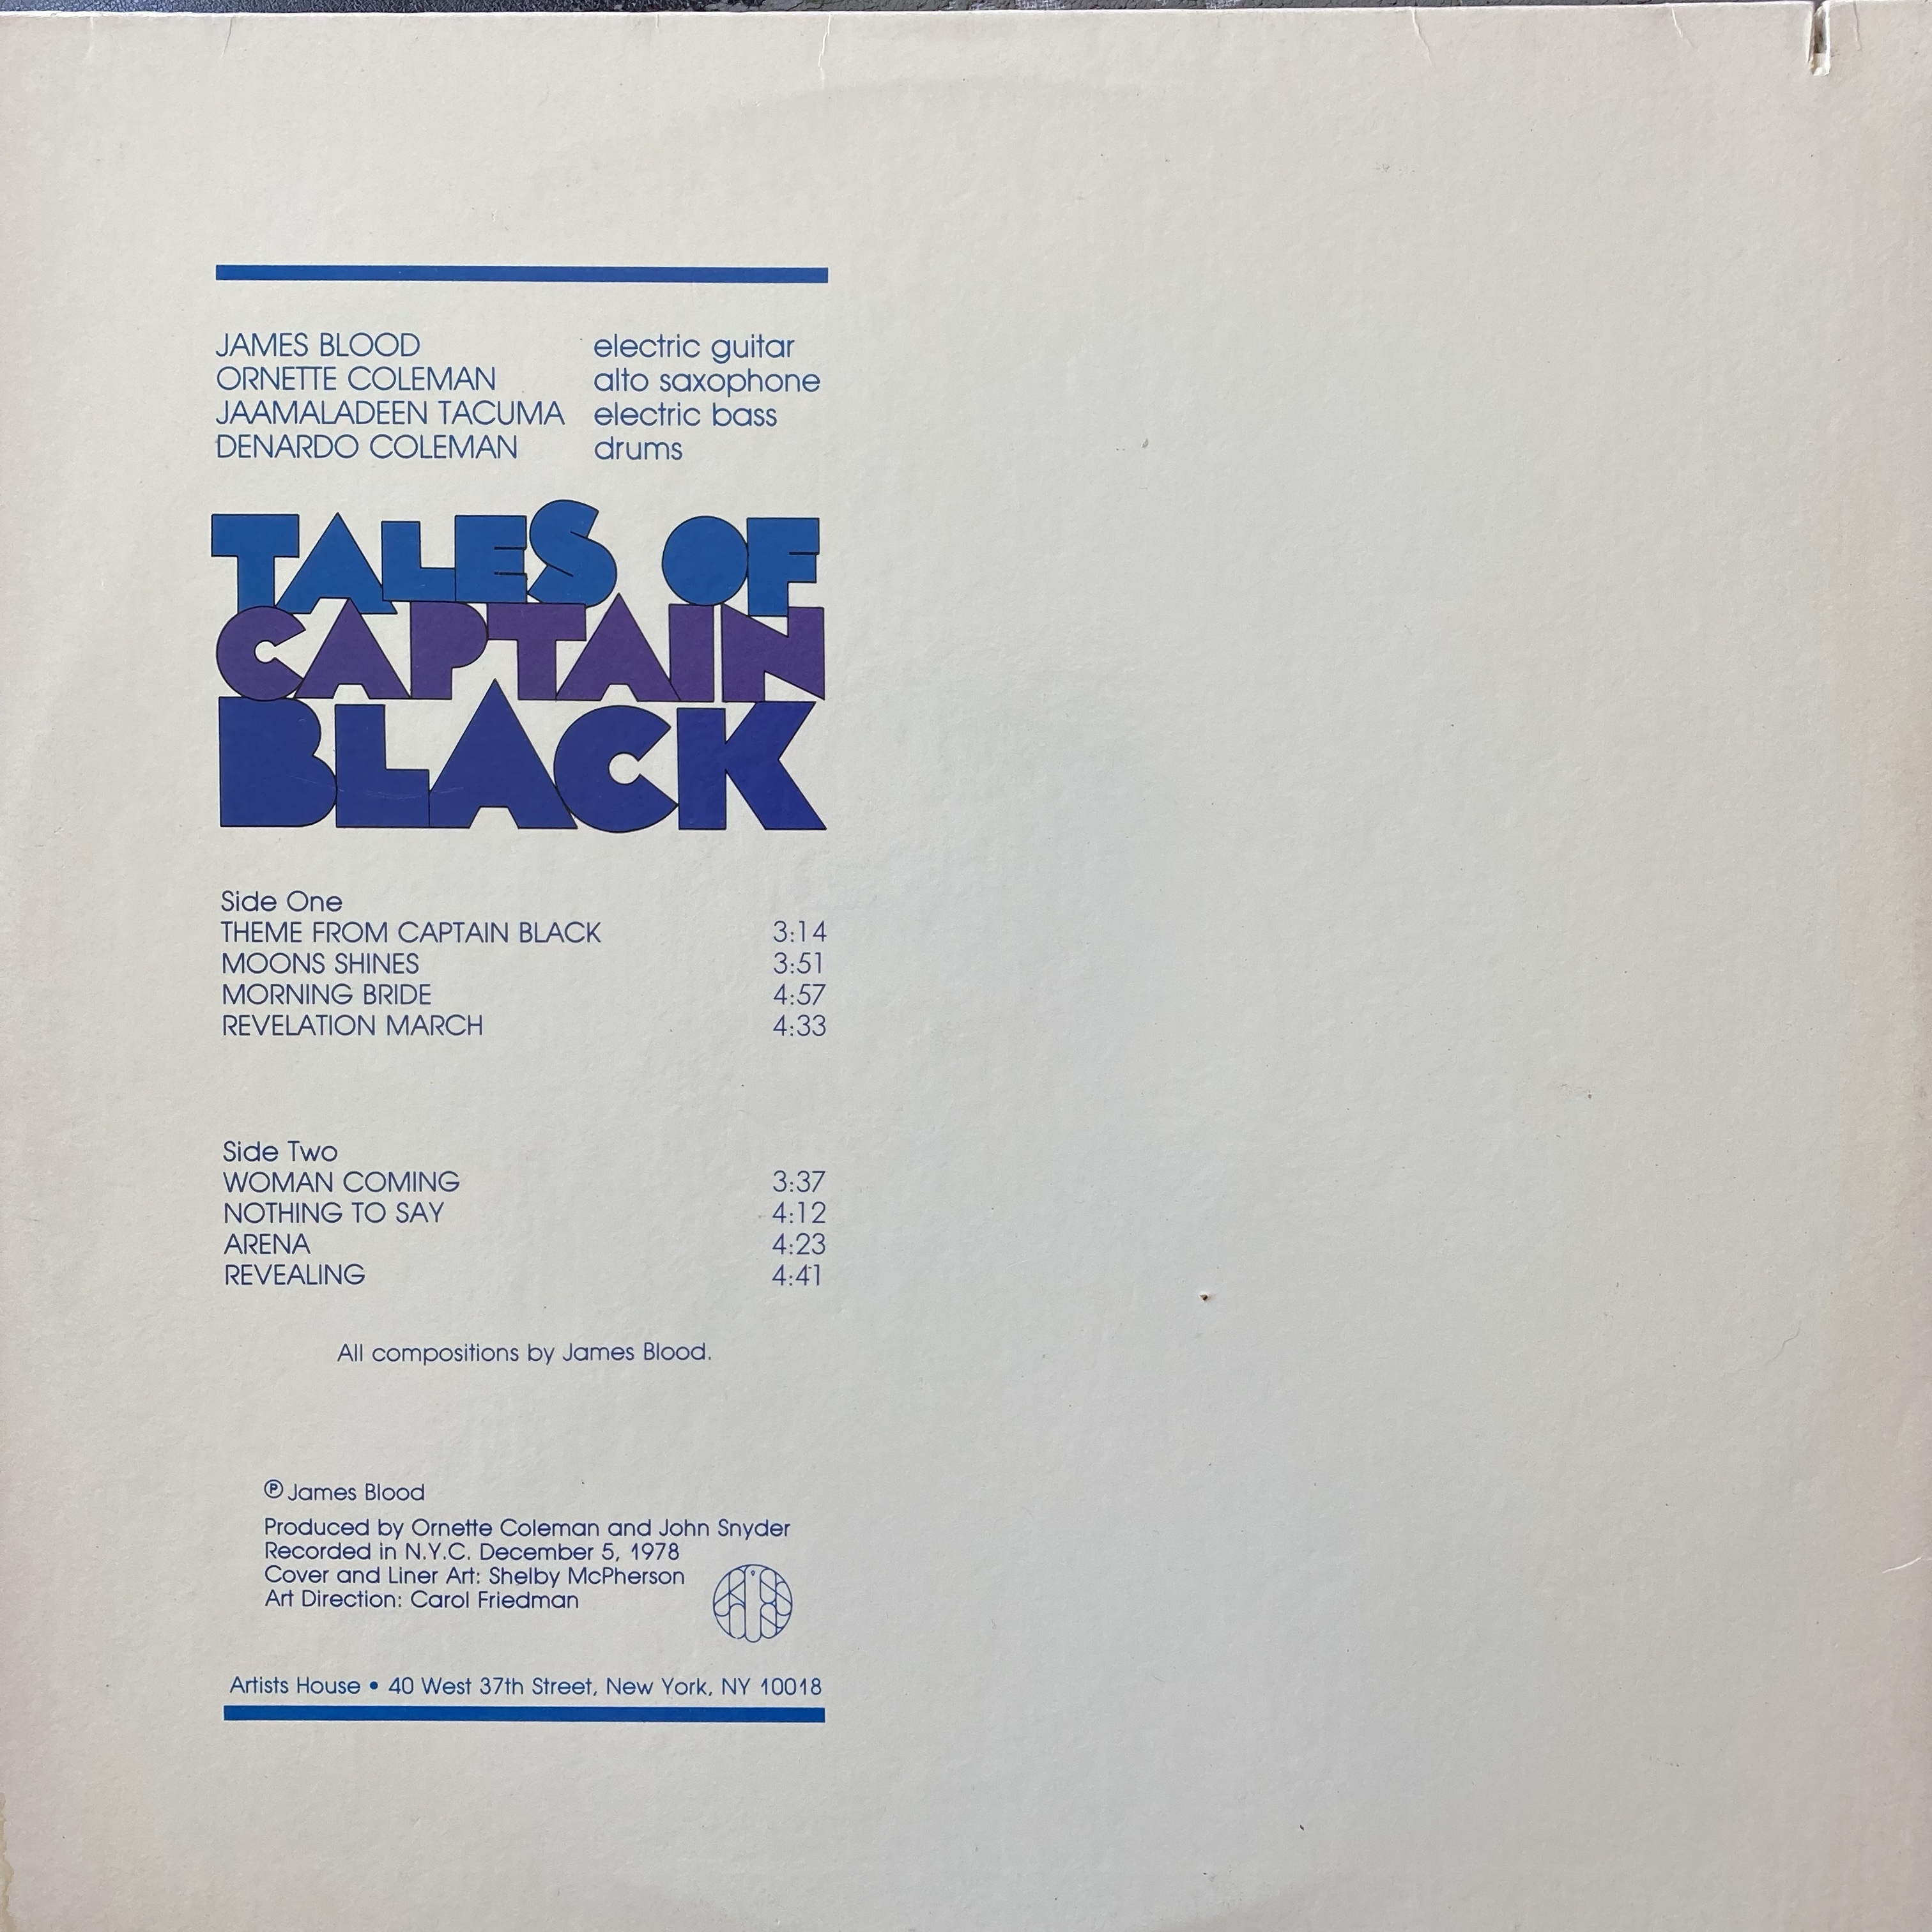 JAMES BLOOD electric guitar
ORNETTE COLEMAN alto saxophone
JAAMALADEEN TACUMA electric bass
DENARDO COLEMAN drums
TALES OF
CAPTAIN
BLACK
Side One
THEME FROM CAPTAIN BLACK 3:14
MOONS SHINES 3:51
MORNING BRIDE 4:57
REVELATION MARCH 4:33
Side Two
WOMAN COMING 3:37
NOTHING TO SAY 4:12
ARENA 4:23
REVEALING 4:41
All compositions by James Blood.
℗ James Blood
Produced by Ornette Coleman and John Snyder
Recorded in N.Y.C. December 5, 1978
Cover and Liner Art: Shelby McPherson
Art Direction: Carol Friedman
Artists House • 40 West 37th Street, New York, NY 10018